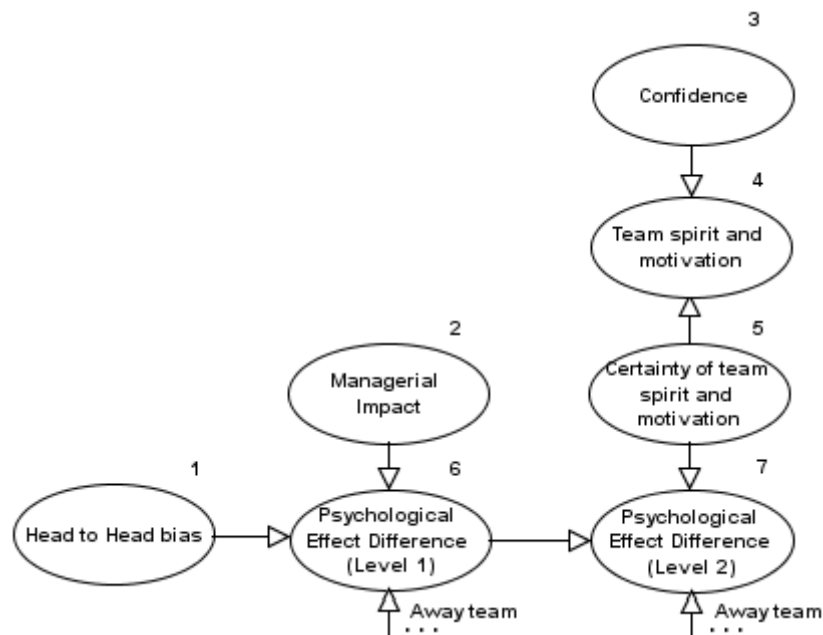 3
Confidence
4
Team spirit and
motivation
2
5
Managerial
Impact
Certainty of team
spirit and
motivation
1
6
7
Head to Head bias
Psychological
Effect Difference
(Level 1)
Psychological
Effect Difference
(Level 2)
Away team
. . .
Away team
. . .